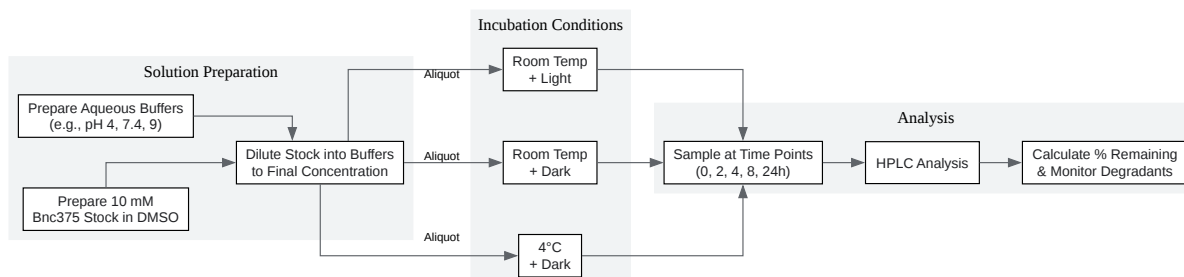 Solution Preparation
Prepare Aqueous Buffers
(e.g., pH 4, 7.4, 9)
Prepare 10 mM
Bnc375 Stock in DMSO
Dilute Stock into Buffers
to Final Concentration
Aliquot
Aliquot
Aliquot
Incubation Conditions
Room Temp
+ Light
Room Temp
+ Dark
4°C
+ Dark
Analysis
Sample at Time Points
(0, 2, 4, 8, 24h)
HPLC Analysis
Calculate % Remaining
& Monitor Degradants